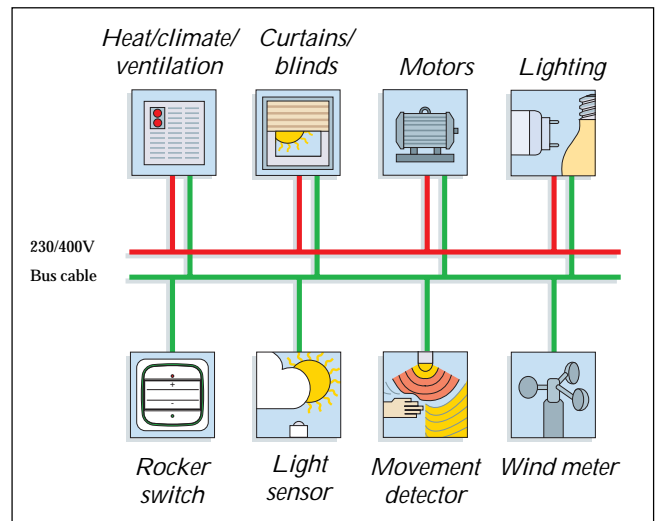 Heat/climate/
ventilation
Curtains/
blinds
Motors
Lighting
230/400V
Bus cable
+
-
Rocker
switch
Light
sensor
Movement
detector
Wind meter